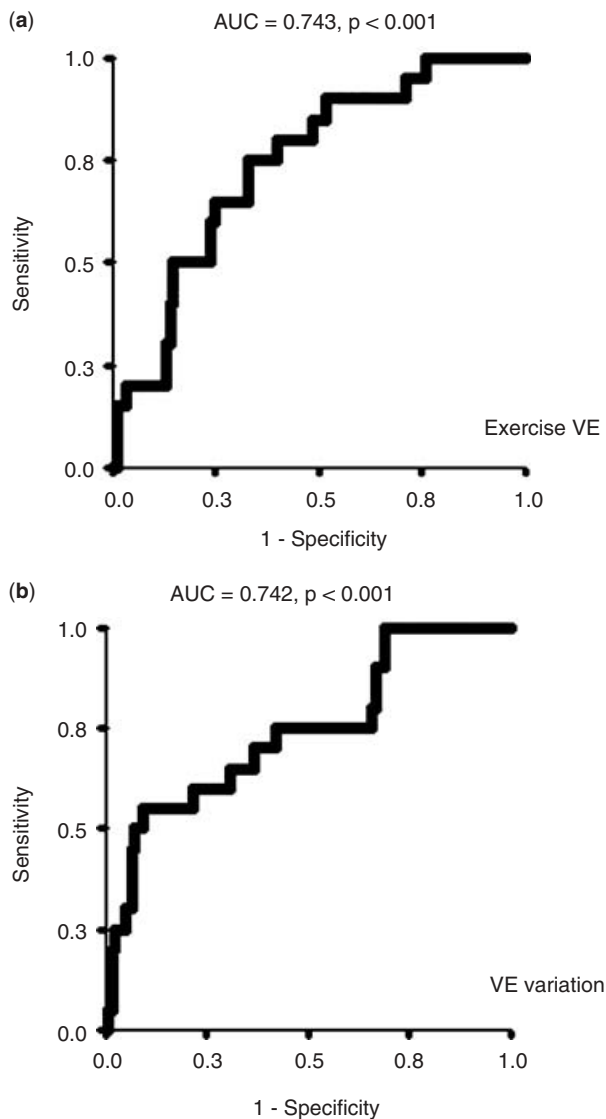 (a)
AUC = 0.743, p < 0.001
1.0
0.8
0.5
0.3
0.0
Sensitivity
Exercise VE
0.0 0.3 0.5 0.8 1.0
1 - Specificity
(b)
AUC = 0.742, p < 0.001
1.0
0.8
0.5
0.3
0.0
Sensitivity
VE variation
0.0 0.3 0.5 0.8 1.0
1 - Specificity